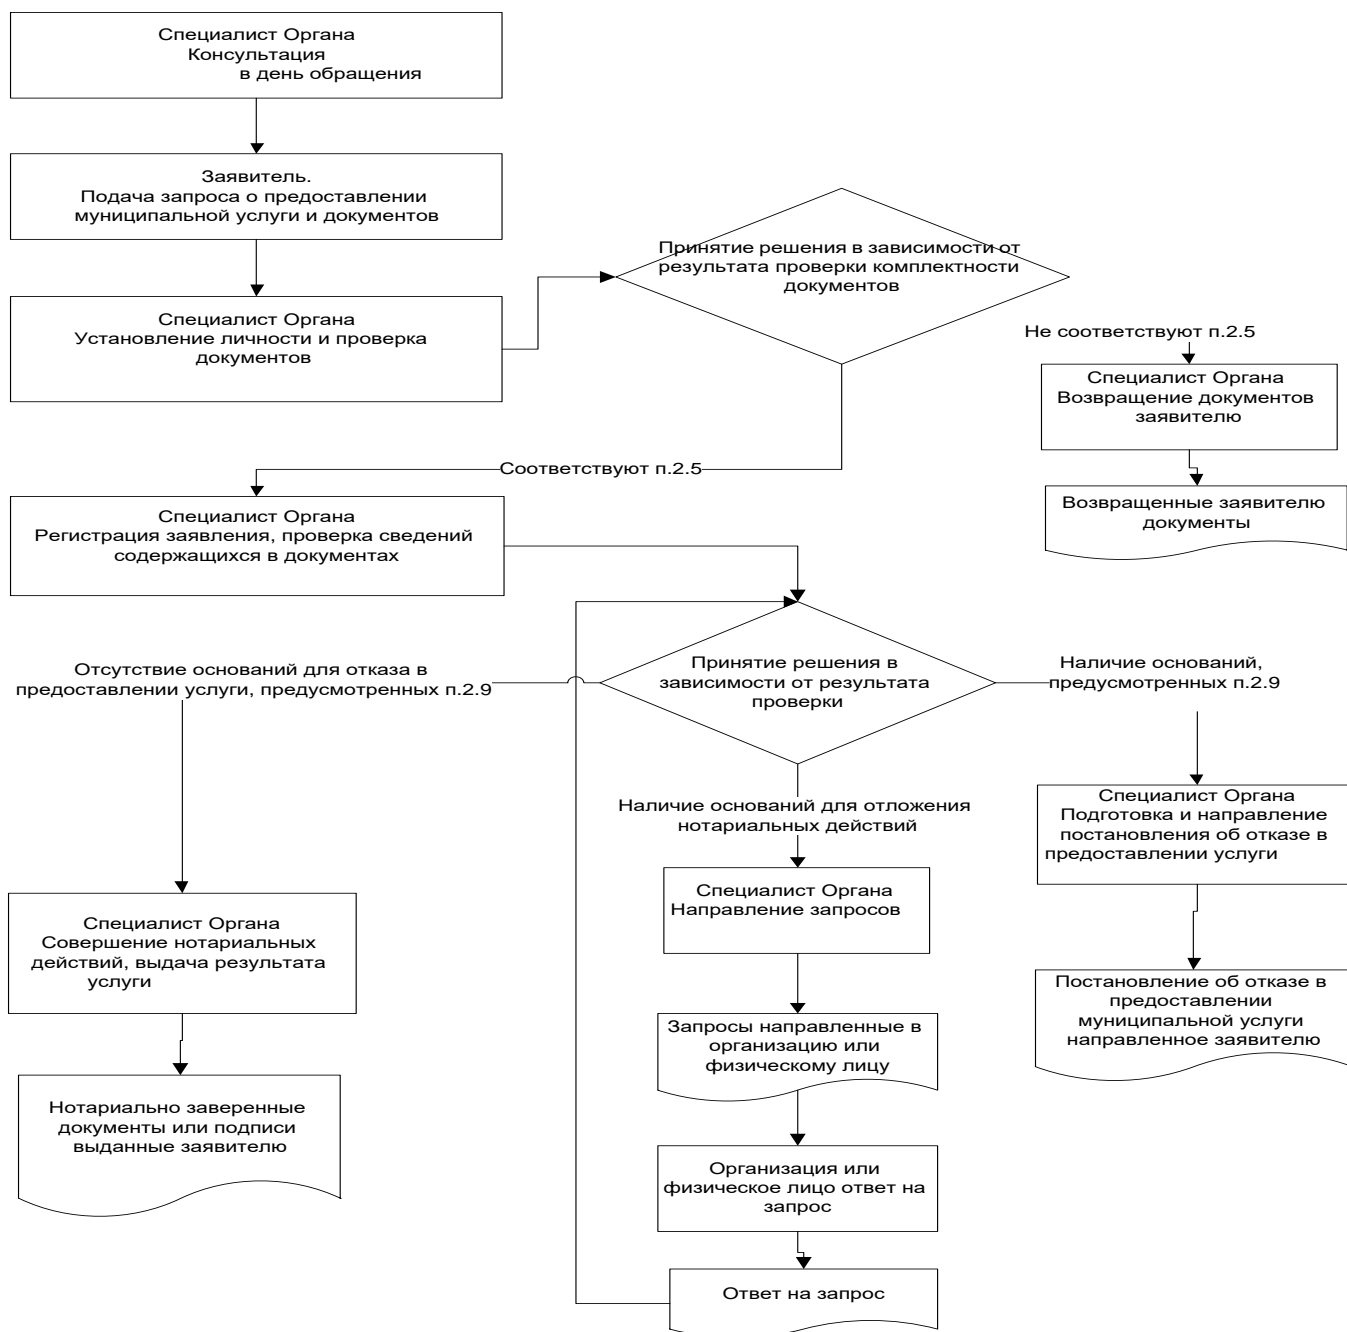 Специалист Органа
Консультация
в день обращения
Заявитель.
Подача запроса о предоставлении
муниципальной услуги и документов
Принятие решения в зависимости от
результата проверки комплектности
документов
Специалист Органа
Установление личности и проверка
документов
Не соответствуют п.2.5
Специалист Органа
Возвращение документов
заявителю
Соответствуют п.2.5
Возвращенные заявителю
документы
Специалист Органа
Регистрация заявления, проверка сведений
содержащихся в документах
Отсутствие оснований для отказа в
предоставлении услуги, предусмотренных п.2.9
Принятие решения в
зависимости от результата
проверки
Наличие оснований,
предусмотренных п.2.9
Наличие оснований для отложения
нотариальных действий
Специалист Органа
Подготовка и направление
постановления об отказе в
предоставлении услуги
Специалист Органа
Направление запросов
Специалист Органа
Совершение нотариальных
действий, выдача результата
услуги
Постановление об отказе в
предоставлении
муниципальной услуги
направленное заявителю
Запросы направленные в
организацию или
физическому лицу
Нотариально заверенные
документы или подписи
выданные заявителю
Организация или
физическое лицо ответ на
запрос
Ответ на запрос